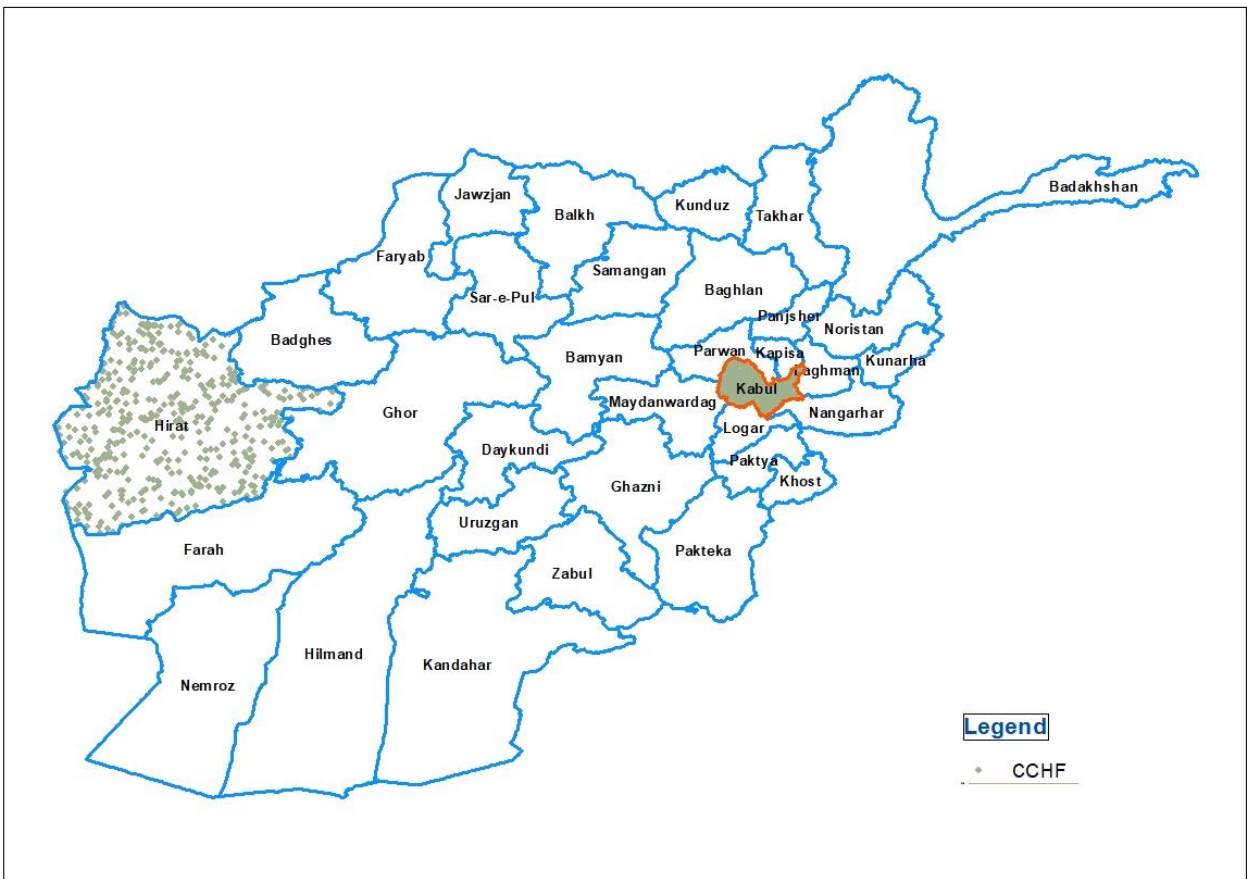 Badakhshan
Jawzjan
Kunduz
Balkh
Takhar
Faryab
Samangan
Baghlan
Sar-e-Pul
Panjsher
Noristan
Badghes
Parwan
Kapisa
Bamyan
Kunarha
Laghman
Kabul
Maydanwardag
Ghor
Nangarhar
Hirat
Logar
Daykundi
Paktya
Khost
Ghazni
Uruzgan
Farah
Pakteka
Zabul
Hilmand
Kandahar
Nemroz
Legend
CCHF